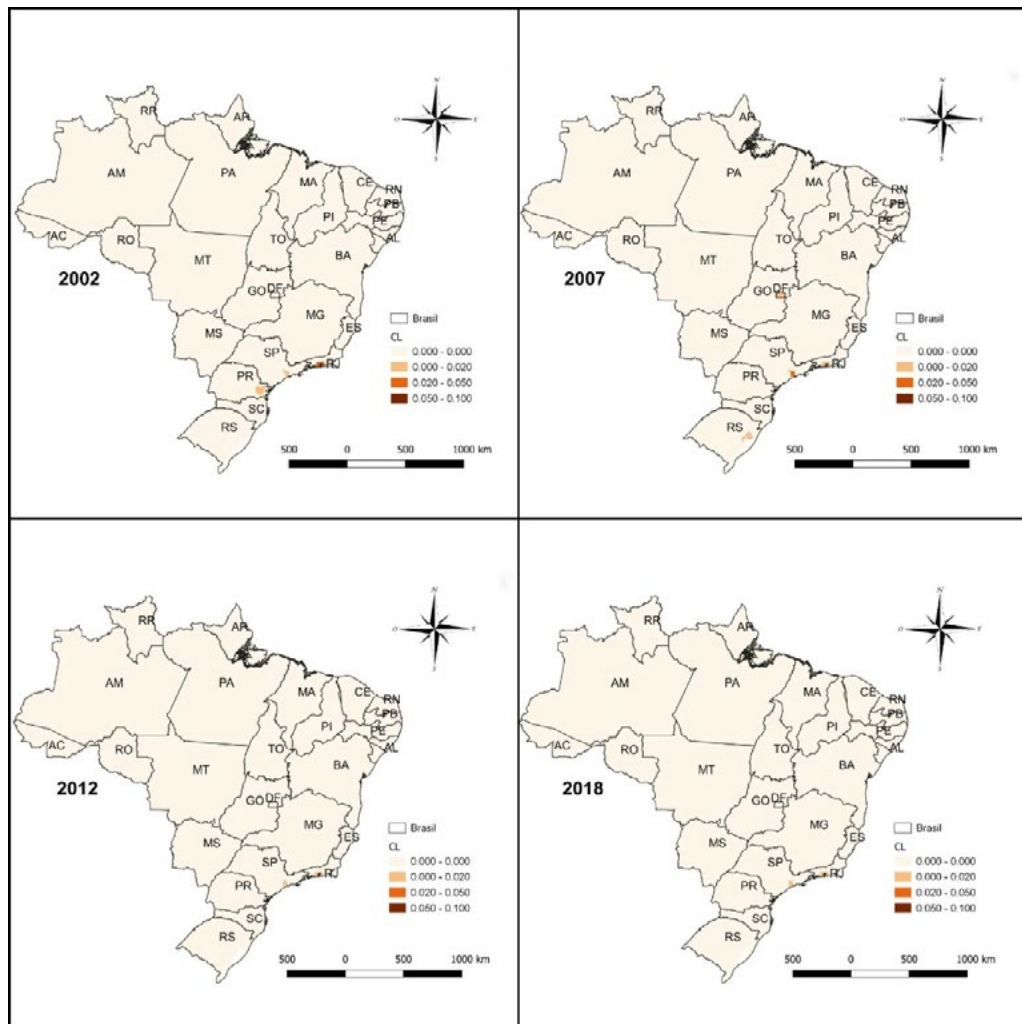 N
O E
S
RR
AP
AM
PA
MA
CE
RN
PB
PE
AL
PI
AC
RO
TO
BA
MT
2002
GO
DF
MG
ES
MS
SP
RJ
PR
SC
RS
Brasil
CL
0.000 - 0.000
0.000 - 0.020
0.020 - 0.050
0.050 - 0.100
500 0 500 1000 km
N
O E
S
RR
AP
AM
PA
MA
CE
RN
PB
PE
AL
PI
AC
RO
TO
BA
MT
2007
GO
DF
MG
ES
MS
SP
RJ
PR
SC
RS
Brasil
CL
0.000 - 0.000
0.000 - 0.020
0.020 - 0.050
0.050 - 0.100
500 0 500 1000 km
N
O E
S
RR
AP
AM
PA
MA
CE
RN
PB
PE
AL
PI
AC
RO
TO
BA
MT
2012
GO
DF
MG
ES
MS
SP
RJ
PR
SC
RS
Brasil
CL
0.000 - 0.000
0.000 - 0.020
0.020 - 0.050
0.050 - 0.100
500 0 500 1000 km
N
O E
S
RR
AP
AM
PA
MA
CE
RN
PB
PE
AL
PI
AC
RO
TO
BA
MT
2018
GO
DF
MG
ES
MS
SP
RJ
PR
SC
RS
Brasil
CL
0.000 - 0.000
0.000 - 0.020
0.020 - 0.050
0.050 - 0.100
500 0 500 1000 km